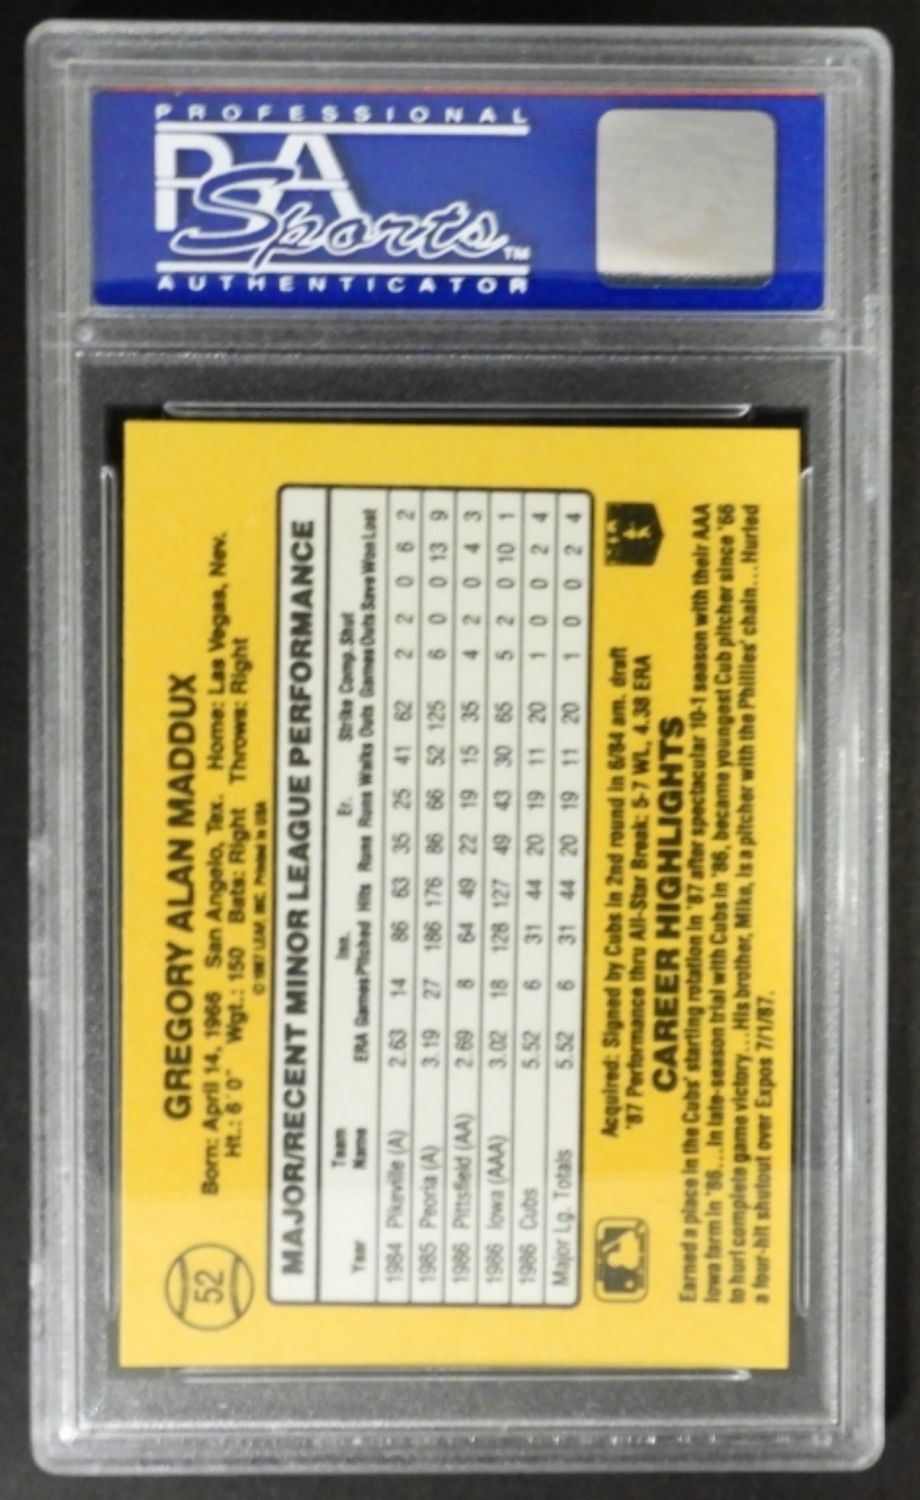 PROFESSIONAL
PSA
Sports™
AUTHENTICATOR
52
GREGORY ALAN MADDUX
Born: April 14, 1966 San Angelo, Tex. Home: Las Vegas, Nev.
Ht.: 6' 0" Wgt.: 150 Bats: Right Throws: Right
© 1987 LEAF, INC. Printed in USA
MAJOR/RECENT MINOR LEAGUE PERFORMANCE
Team Inn. Er. Strike Comp. Shut
Year Name ERA Games Pitched Hits Runs Runs Walks Outs Games Outs Save Won Lost
1984 Pikeville (A) 2.63 14 86 63 35 25 41 62 2 2 0 6 2
1985 Peoria (A) 3.19 27 186 176 86 66 52 125 6 0 0 13 9
1986 Pittsfield (AA) 2.69 8 64 49 22 19 15 35 4 2 0 4 3
1986 Iowa (AAA) 3.02 18 128 127 49 43 30 65 5 2 0 10 1
1986 Cubs 5.52 6 31 44 20 19 11 20 1 0 0 2 4
Major Lg. Totals 5.52 6 31 44 20 19 11 20 1 0 0 2 4
Acquired: Signed by Cubs in 2nd round in 6/84 am. draft
'87 Performance thru All-Star Break: 5-7 WL, 4.38 ERA
CAREER HIGHLIGHTS
Earned a place in the Cubs' starting rotation in '87 after spectacular 10-1 season with their AAA
Iowa farm in '86...In late-season trial with Cubs in '86, became youngest Cub pitcher since '66
to hurl complete game victory...His brother, Mike, is a pitcher with the Phillies' chain...Hurled
a four-hit shutout over Expos 7/1/87.